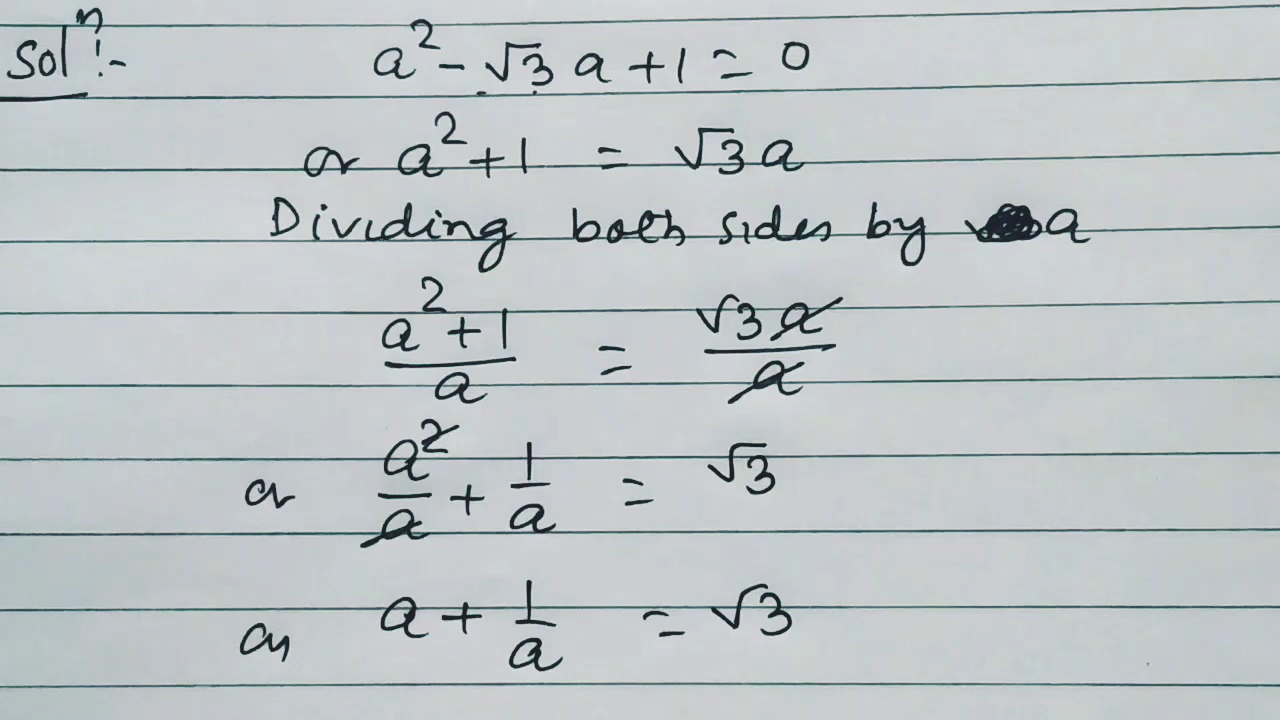 Solⁿ:- a² - √3 a + 1 = 0
or a² + 1 = √3 a
Dividing both sides by a
(a² + 1)/a = √3 a/a
or a²/a + 1/a = √3
or a + 1/a = √3